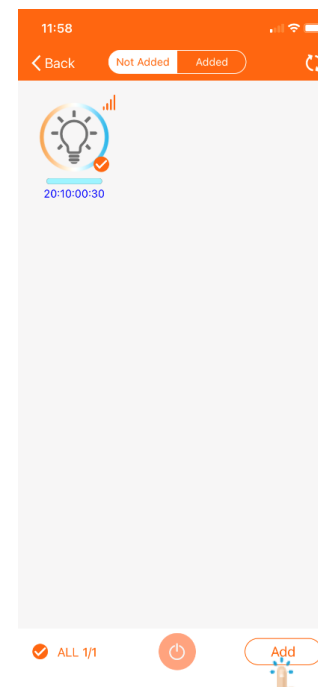 11:58
Back
Not Added
Added
20:10:00:30
ALL 1/1
Add